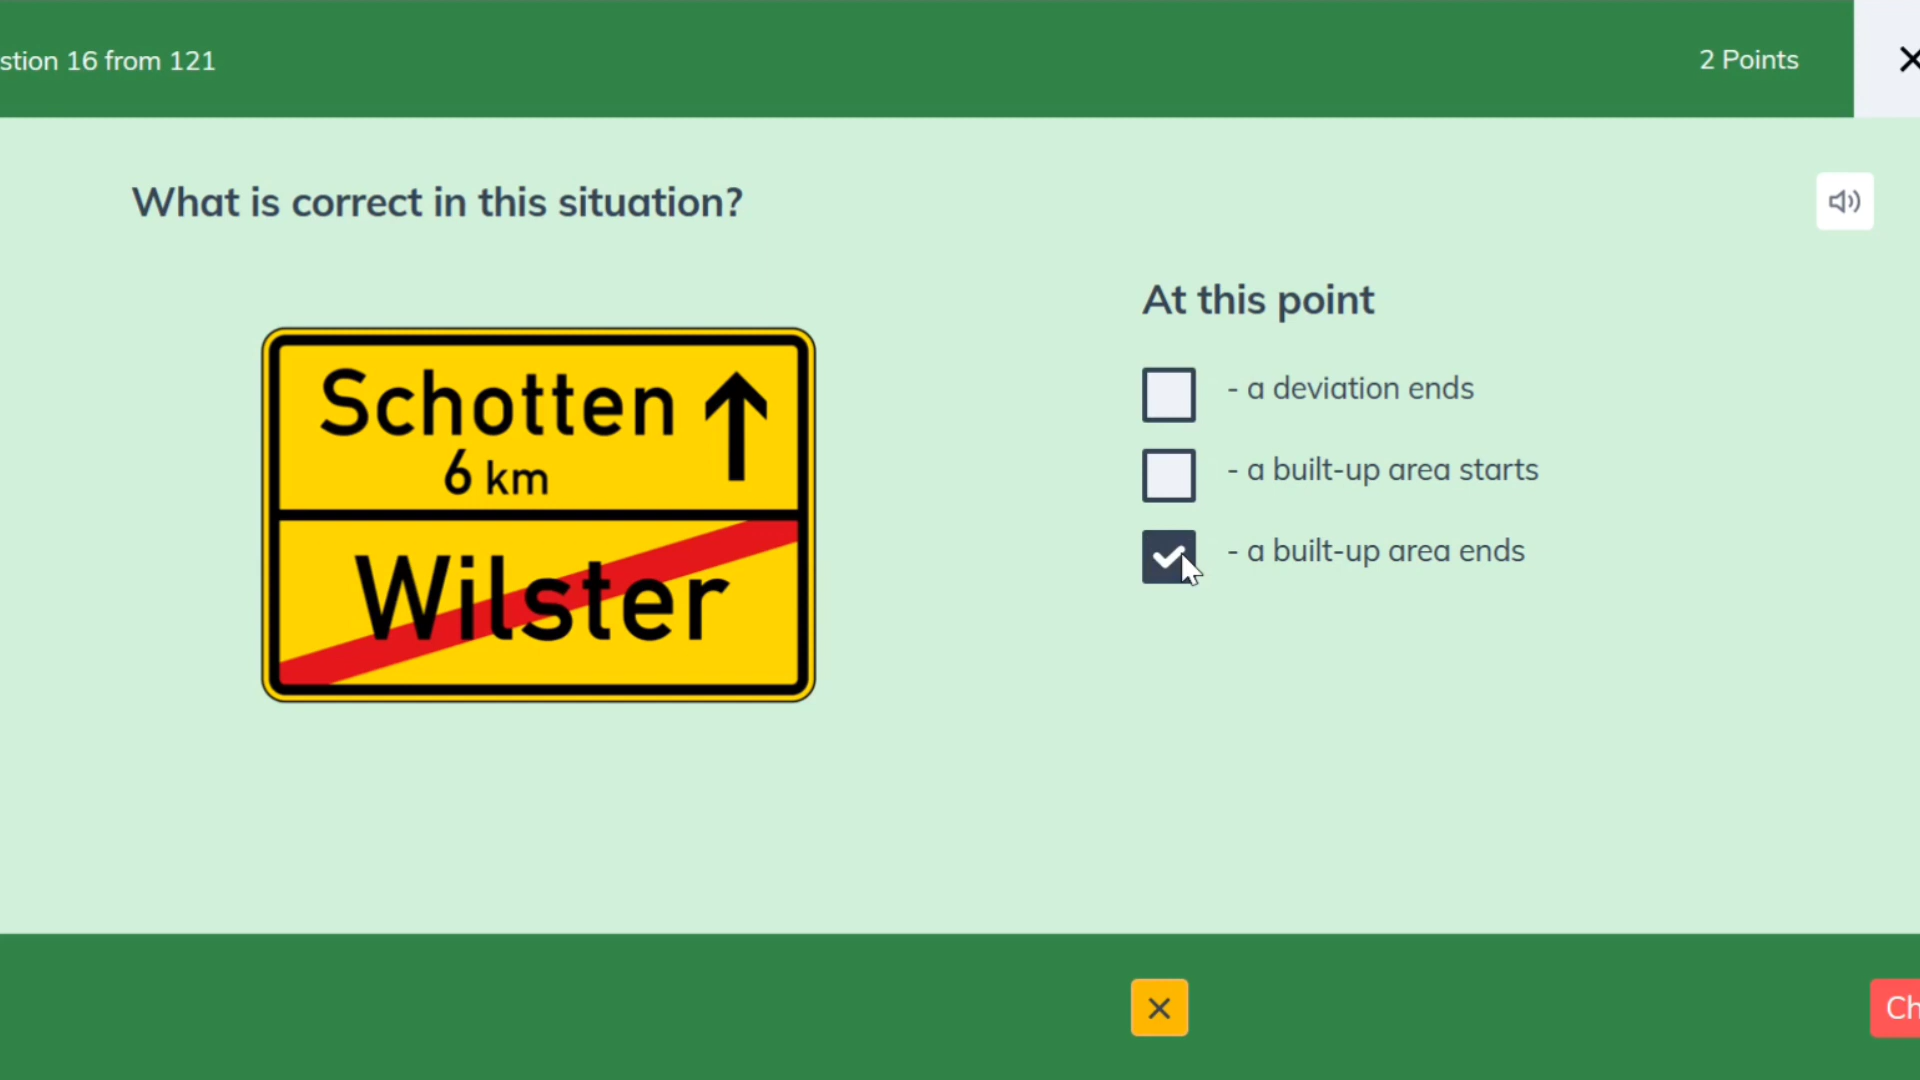 stion 16 from 121
2 Points
What is correct in this situation?
Schotten
6 km
Wilster
At this point
- a deviation ends
- a built-up area starts
- a built-up area ends
Ch